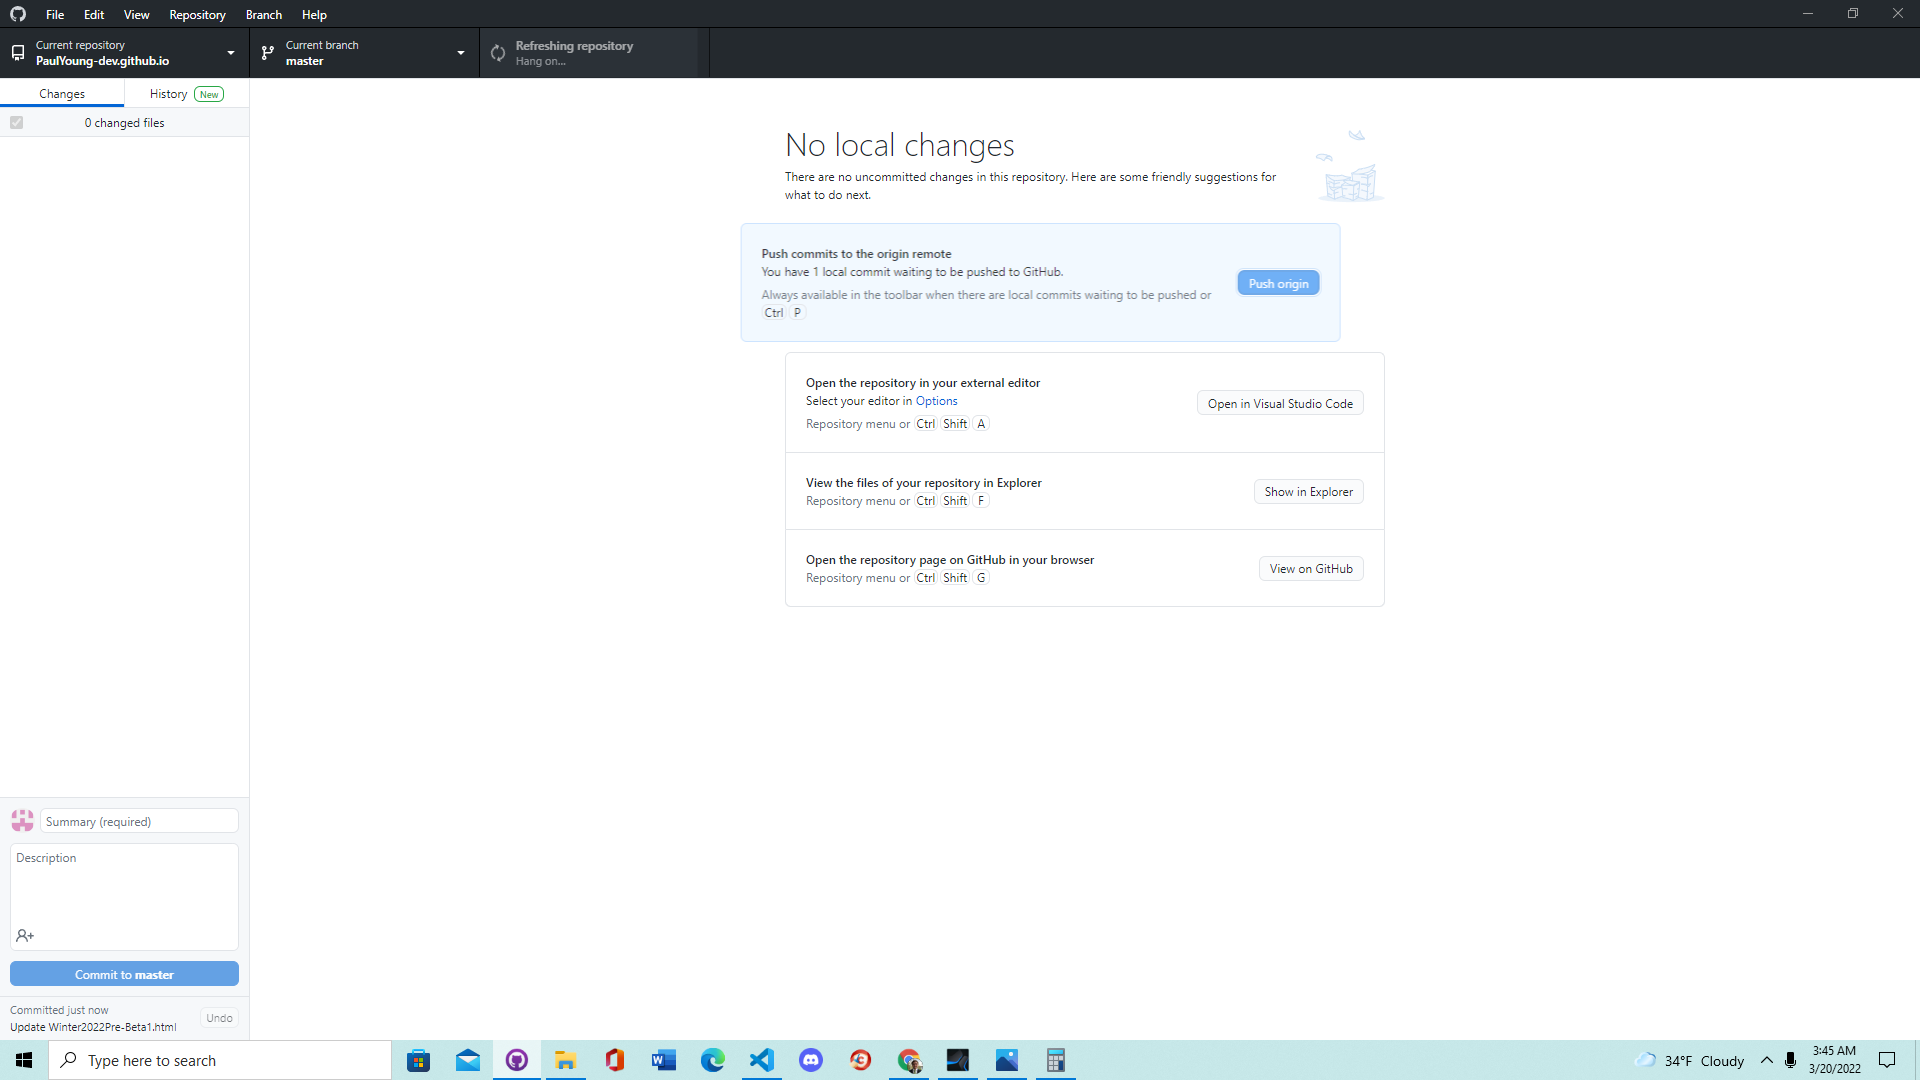 File Edit View Repository Branch Help
Current repository
PaulYoung-dev.github.io
Current branch
master
Refreshing repository
Hang on...
Changes
History New
0 changed files
No local changes
There are no uncommitted changes in this repository. Here are some friendly suggestions for
what to do next.
Push commits to the origin remote
You have 1 local commit waiting to be pushed to GitHub.
Always available in the toolbar when there are local commits waiting to be pushed or
Ctrl P
Push origin
Open the repository in your external editor
Select your editor in Options
Repository menu or Ctrl Shift A
Open in Visual Studio Code
View the files of your repository in Explorer
Repository menu or Ctrl Shift F
Show in Explorer
Open the repository page on GitHub in your browser
Repository menu or Ctrl Shift G
View on GitHub
Summary (required)
Description
Commit to master
Committed just now
Update Winter2022Pre-Beta1.html
Undo
Type here to search
34°F Cloudy
3:45 AM
3/20/2022